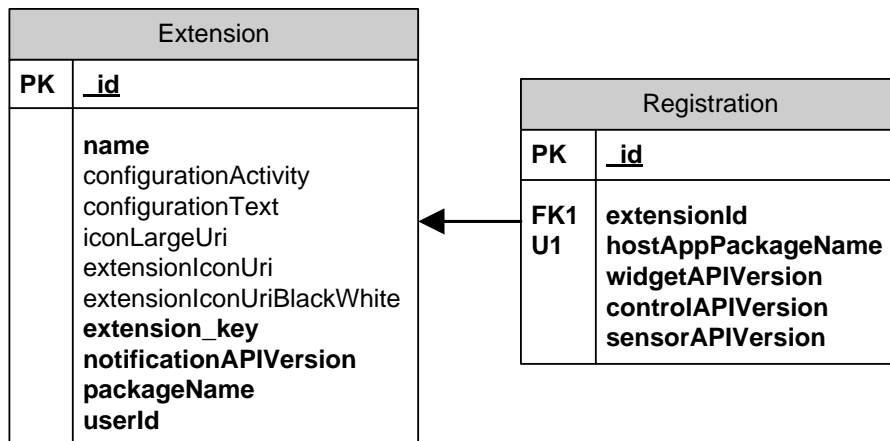 Extension
PK _id
name
configurationActivity
configurationText
iconLargeUri
extensionIconUri
extensionIconUriBlackWhite
extension_key
notificationAPIVersion
packageName
userId
Registration
PK _id
FK1 extensionId
U1 hostAppPackageName
widgetAPIVersion
controlAPIVersion
sensorAPIVersion